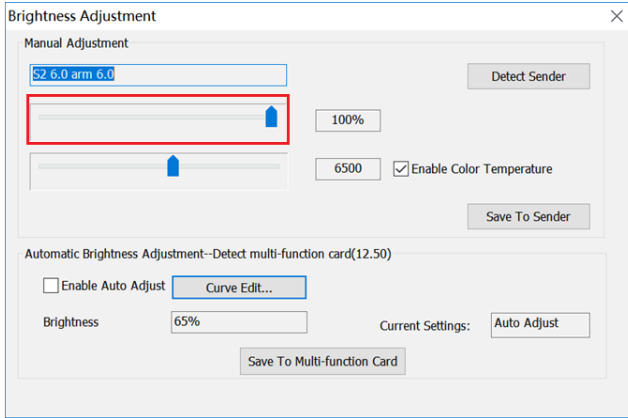 Brightness Adjustment
Manual Adjustment
S2 6.0 arm 6.0
Detect Sender
100%
6500
Enable Color Temperature
Save To Sender
Automatic Brightness Adjustment--Detect multi-function card(12.50)
Enable Auto Adjust
Curve Edit...
Brightness
65%
Current Settings:
Auto Adjust
Save To Multi-function Card